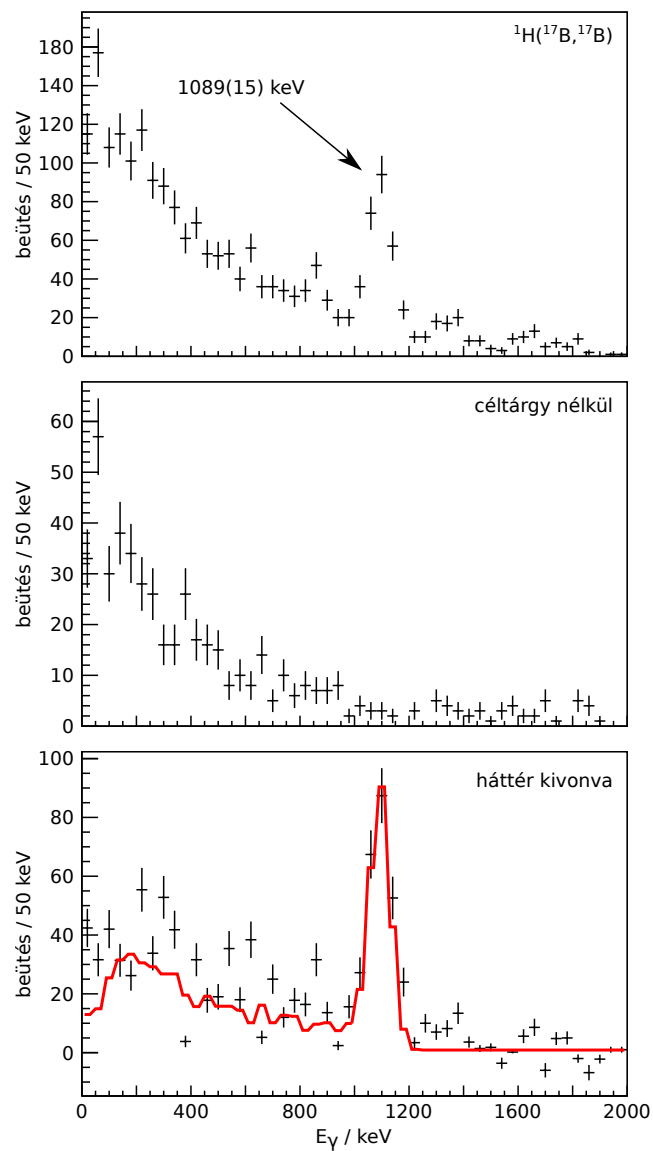 ¹H(¹⁷B,¹⁷B)
1089(15) keV
beütés / 50 keV
180
160
140
120
100
80
60
40
20
0
céltárgy nélkül
beütés / 50 keV
60
50
40
30
20
10
0
háttér kivonva
beütés / 50 keV
100
80
60
40
20
0
0 400 800 1200 1600 2000
Eγ / keV